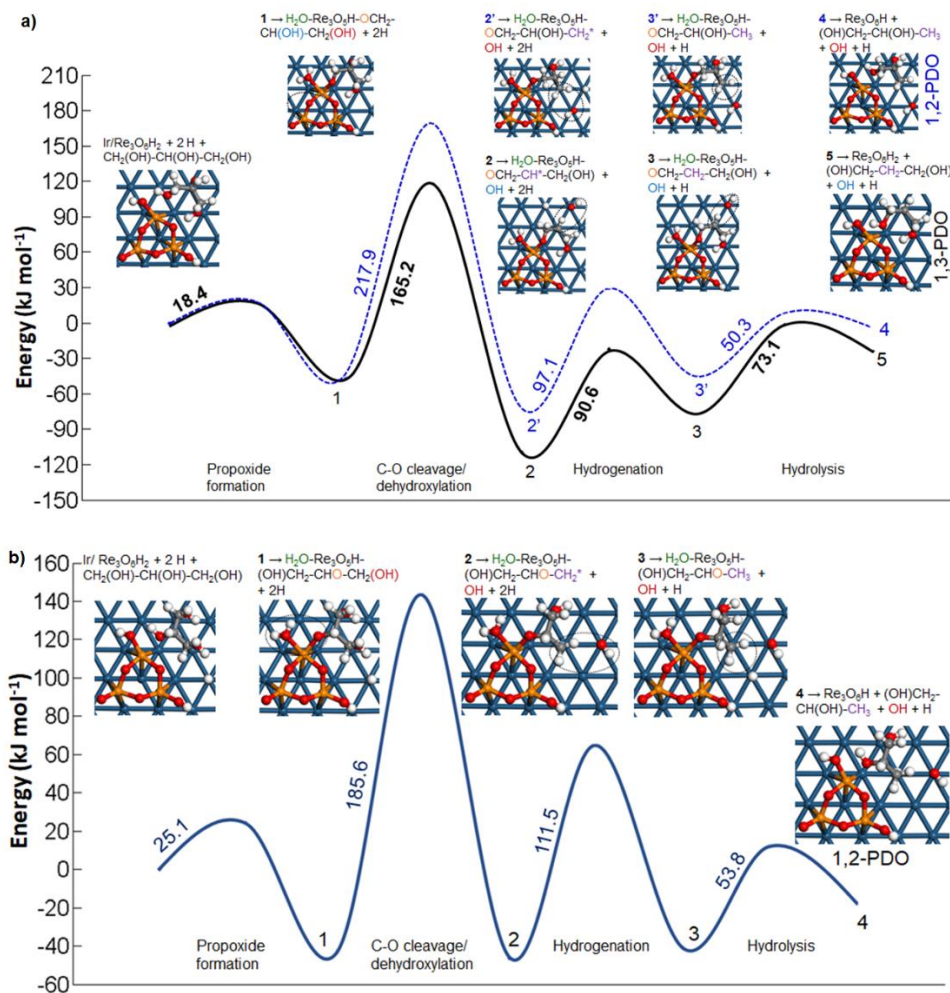 a)
1 → H₂O-Re₃O₅H-OCH₂-
CH(OH)-CH₂(OH) + 2H
2' → H₂O-Re₃O₅H-
OCH₂-CH(OH)-CH₂* +
OH + 2H
3' → H₂O-Re₃O₅H-
OCH₂-CH(OH)-CH₃ +
OH + H
4 → Re₃O₆H +
(OH)CH₂-CH(OH)-CH₃
+ OH + H
1,2-PDO
Ir/Re₃O₆H₂ + 2 H +
CH₂(OH)-CH(OH)-CH₂(OH)
2 → H₂O-Re₃O₅H-
OCH₂-CH*-CH₂(OH) +
OH + 2H
3 → H₂O-Re₃O₅H-
OCH₂-CH₂-CH₂(OH) +
OH + H
5 → Re₃O₆H₂ +
(OH)CH₂-CH₂-CH₂(OH)
+ OH + H
1,3-PDO
Energy (kJ mol⁻¹)
210
180
150
120
90
60
30
0
-30
-60
-90
-120
-150
18.4
217.9
165.2
97.1
90.6
50.3
73.1
1
2'
2
3'
3
4
5
Propoxide
formation
C-O cleavage/
dehydroxylation
Hydrogenation
Hydrolysis
b)
Ir/ Re₃O₆H₂ + 2 H +
CH₂(OH)-CH(OH)-CH₂(OH)
1 → H₂O-Re₃O₅H-
(OH)CH₂-CHO-CH₂(OH)
+ 2H
2 → H₂O-Re₃O₅H-
(OH)CH₂-CHO-CH₂* +
OH + 2H
3 → H₂O-Re₃O₅H-
(OH)CH₂-CHO-CH₃ +
OH + H
4 → Re₃O₆H + (OH)CH₂-
CH(OH)-CH₃ + OH + H
1,2-PDO
Energy (kJ mol⁻¹)
160
140
120
100
80
60
40
20
0
-20
-40
-60
25.1
185.6
111.5
53.8
1
2
3
4
Propoxide
formation
C-O cleavage/
dehydroxylation
Hydrogenation
Hydrolysis